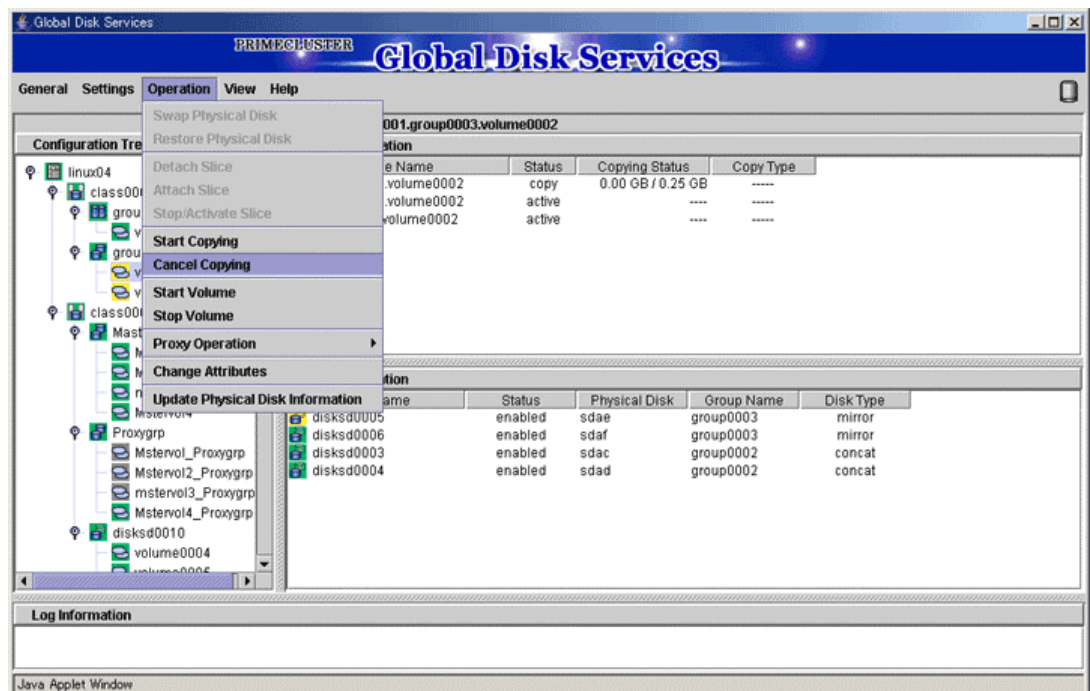 Global Disk Services
PRIMECLUSTER
Global Disk Services
General Settings Operation View Help
001.group0003.volume0002
Configuration Tre
ation
Swap Physical Disk
Restore Physical Disk
Detach Slice
Attach Slice
Stop/Activate Slice
Start Copying
Cancel Copying
Start Volume
Stop Volume
Proxy Operation
Change Attributes
Update Physical Disk Information
linux04
class000
grou
v
grou
v
v
class000
Mast
M
M
m
Mstervol4
Proxygrp
Mstervol_Proxygrp
Mstervol2_Proxygrp
mstervol3_Proxygrp
Mstervol4_Proxygrp
disksd0010
volume0004
e Name Status Copying Status Copy Type
.volume0002 copy 0.00 GB / 0.25 GB -----
.volume0002 active ---- -----
volume0002 active ---- -----
tion
ame Status Physical Disk Group Name Disk Type
disksd0005 enabled sdae group0003 mirror
disksd0006 enabled sdaf group0003 mirror
disksd0003 enabled sdac group0002 concat
disksd0004 enabled sdad group0002 concat
Log Information
Java Applet Window